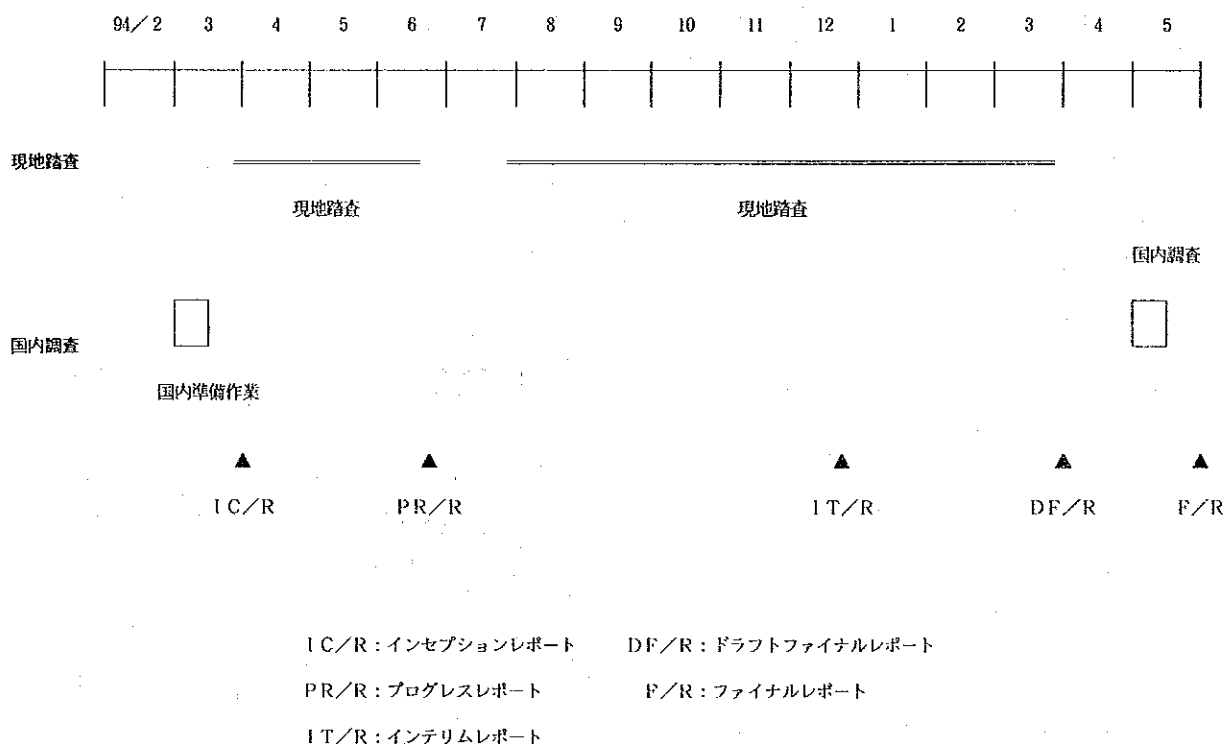 94／2 3 4 5 6 7 8 9 10 11 12 1 2 3 4 5
現地踏査
現地踏査 現地踏査
国内調査
国内調査
国内準備作業
▲ ▲ ▲ ▲ ▲
IC／R PR／R IT／R DF／R F／R
IC／R：インセプションレポート DF／R：ドラフトファイナルレポート
PR／R：プログレスレポート F／R：ファイナルレポート
IT／R：インテリムレポート